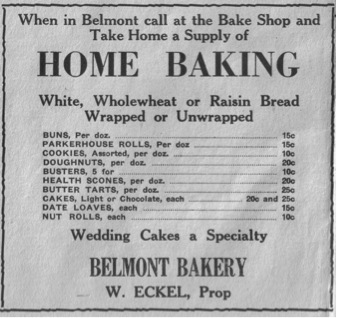 When in Belmont call at the Bake Shop and
Take Home a Supply of
HOME BAKING
White, Wholewheat or Raisin Bread
Wrapped or Unwrapped
BUNS, Per doz. 15c
PARKERHOUSE ROLLS, Per doz 15c
COOKIES, Assorted, per doz. 10c
DOUGHNUTS, per doz. 20c
BUSTERS, 5 for 10c
HEALTH SCONES, per doz. 20c
BUTTER TARTS, per doz. 25c
CAKES, Light or Chocolate, each 20c and 25c
DATE LOAVES, each 15c
NUT ROLLS, each 10c
Wedding Cakes a Specialty
BELMONT BAKERY
W. ECKEL, Prop